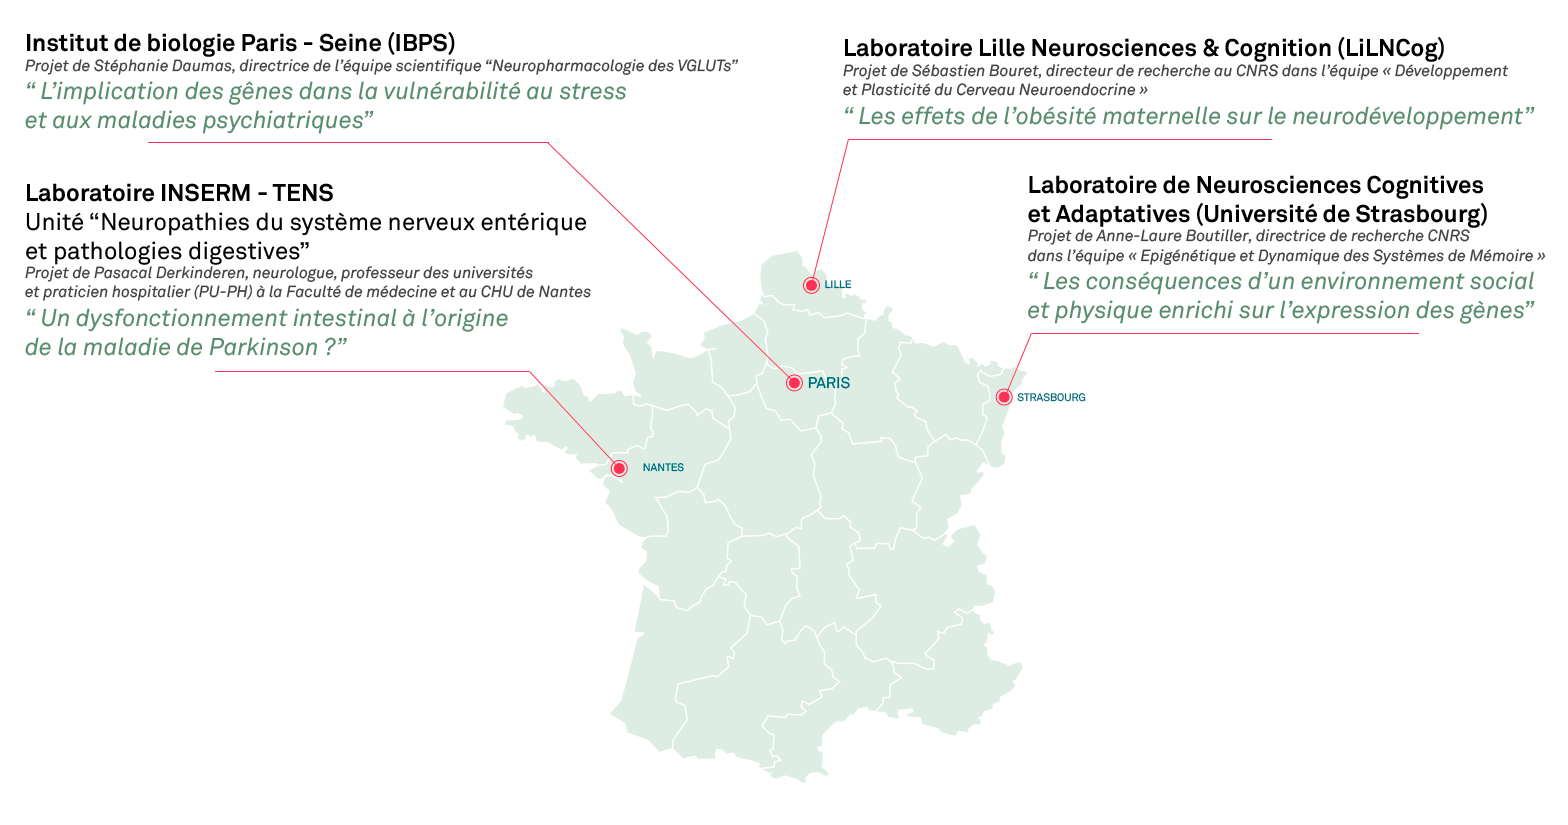 Institut de biologie Paris - Seine (IBPS)
Projet de Stéphanie Daumas, directrice de l'équipe scientifique “Neuropharmacologie des VGLUTs”
“ L'implication des gênes dans la vulnérabilité au stress
et aux maladies psychiatriques”
Laboratoire INSERM - TENS
Unité “Neuropathies du système nerveux entérique
et pathologies digestives”
Projet de Pasacal Derkinderen, neurologue, professeur des universités
et praticien hospitalier (PU-PH) à la Faculté de médecine et au CHU de Nantes
“ Un dysfonctionnement intestinal à l'origine
de la maladie de Parkinson ?”
Laboratoire Lille Neurosciences & Cognition (LiLNCog)
Projet de Sébastien Bouret, directeur de recherche au CNRS dans l'équipe « Développement
et Plasticité du Cerveau Neuroendocrine »
“ Les effets de l'obésité maternelle sur le neurodéveloppement”
Laboratoire de Neurosciences Cognitives
et Adaptatives (Université de Strasbourg)
Projet de Anne-Laure Boutiller, directrice de recherche CNRS
dans l'équipe « Epigénétique et Dynamique des Systèmes de Mémoire »
“ Les conséquences d'un environnement social
et physique enrichi sur l'expression des gènes”
LILLE
PARIS
STRASBOURG
NANTES